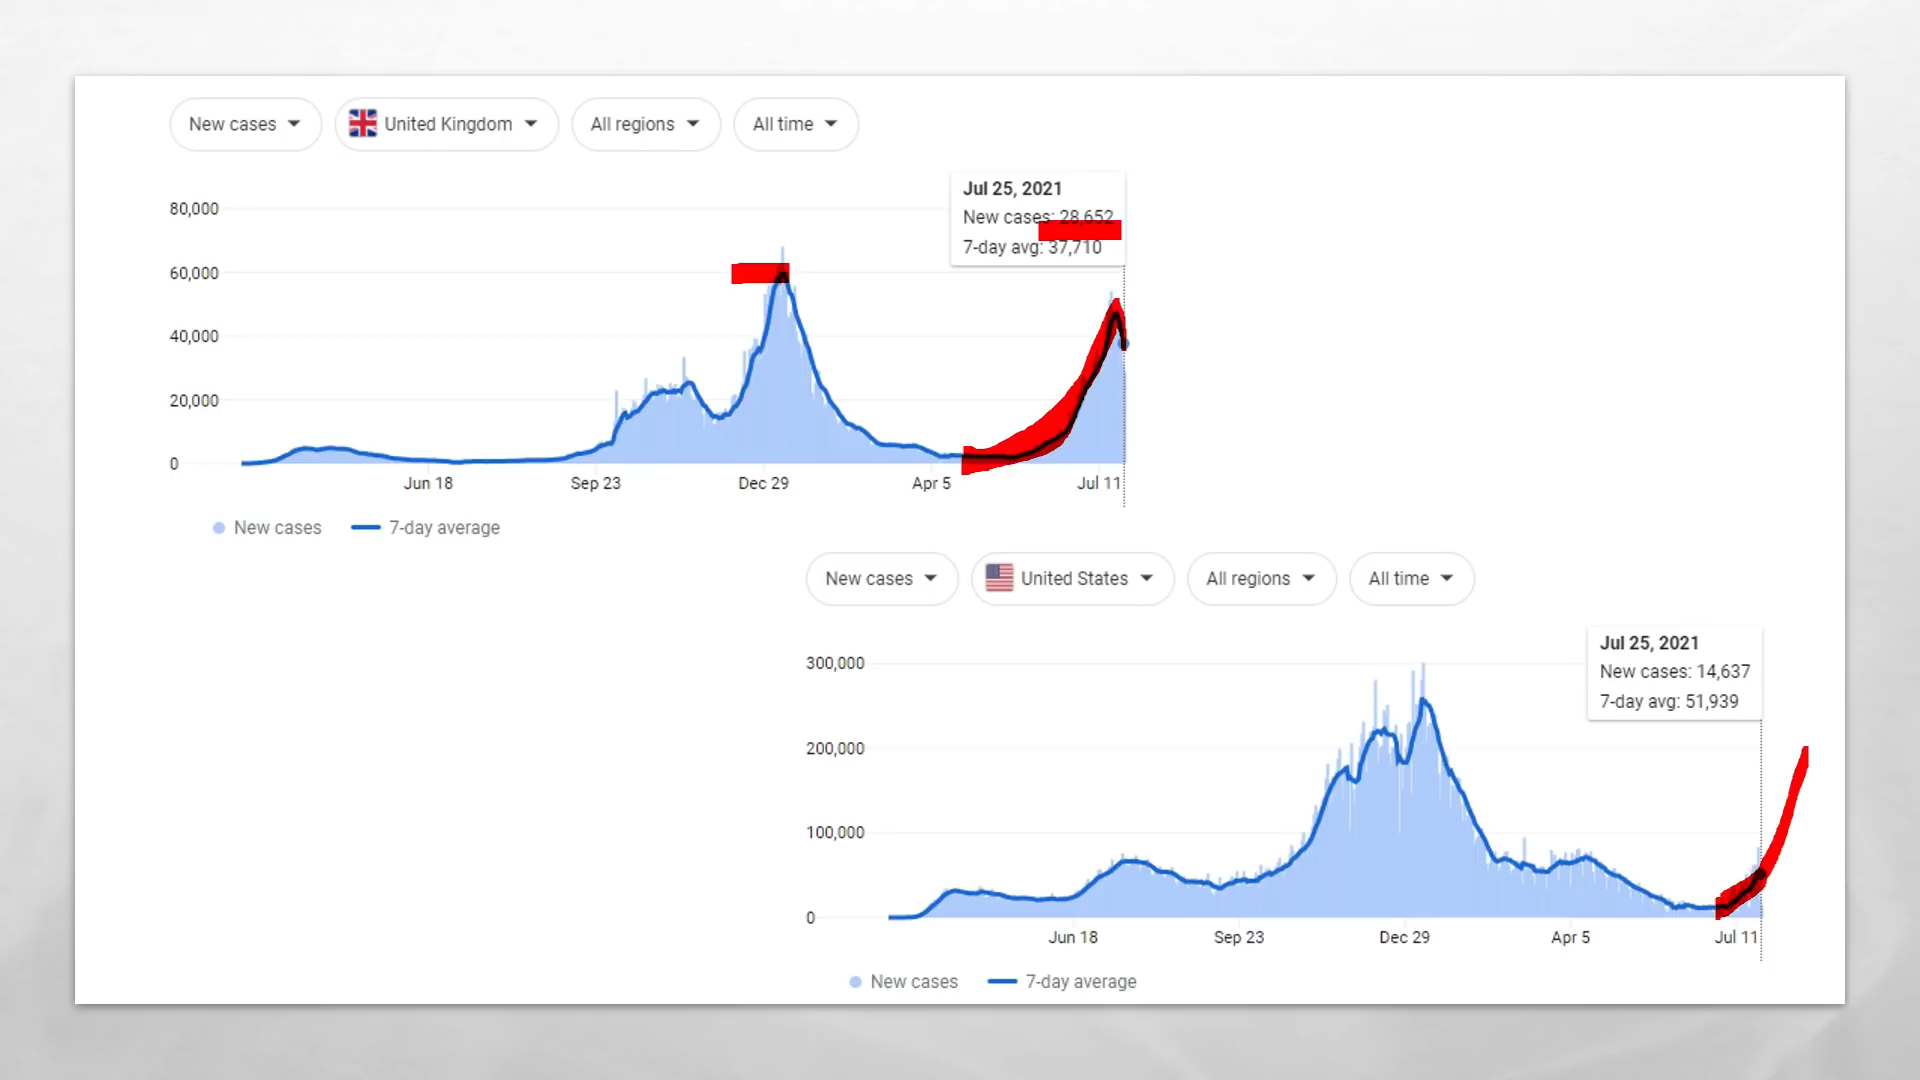 New cases United Kingdom All regions All time
Jul 25, 2021
New cases: 28,652
7-day avg: 37,710
80,000
60,000
40,000
20,000
0
Jun 18 Sep 23 Dec 29 Apr 5 Jul 11
New cases 7-day average
New cases United States All regions All time
Jul 25, 2021
New cases: 14,637
7-day avg: 51,939
300,000
200,000
100,000
0
Jun 18 Sep 23 Dec 29 Apr 5 Jul 11
New cases 7-day average